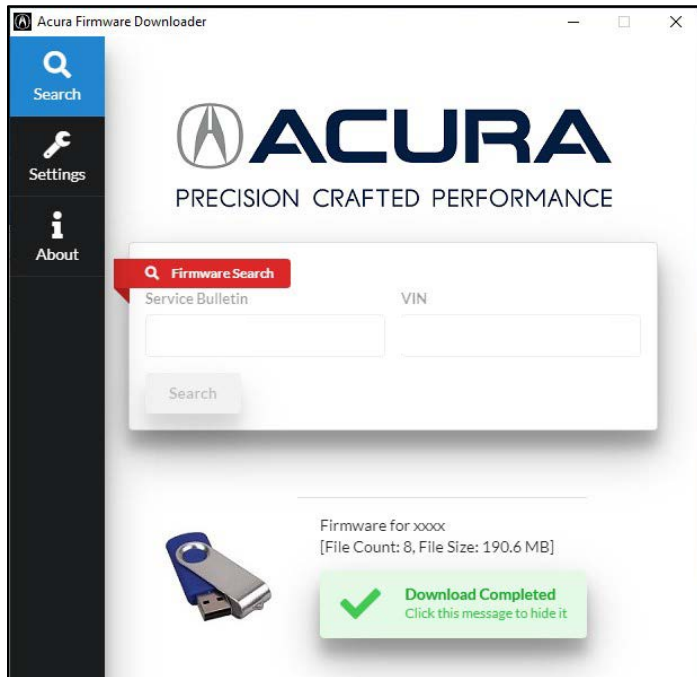 Acura Firmware Downloader
Search
Settings
About
ACURA
PRECISION CRAFTED PERFORMANCE
Firmware Search
Service Bulletin
VIN
Search
Firmware for xxxx
[File Count: 8, File Size: 190.6 MB]
Download Completed
Click this message to hide it